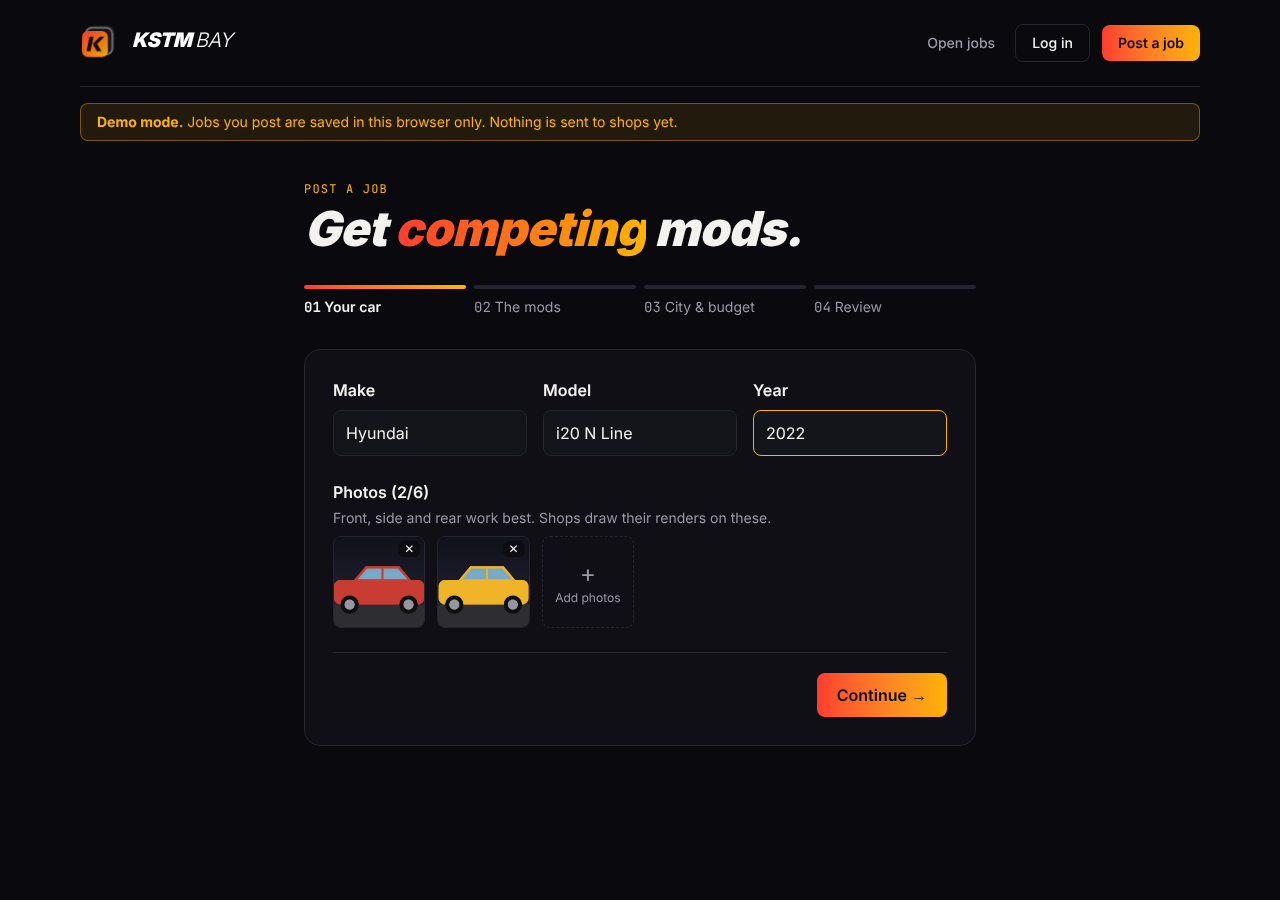 K KSTM BAY
Open jobs Log in Post a job
Demo mode. Jobs you post are saved in this browser only. Nothing is sent to shops yet.
POST A JOB
Get competing mods.
01 Your car 02 The mods 03 City & budget 04 Review
Make Model Year
Hyundai i20 N Line 2022
Photos (2/6)
Front, side and rear work best. Shops draw their renders on these.
✕ ✕
+
Add photos
Continue →